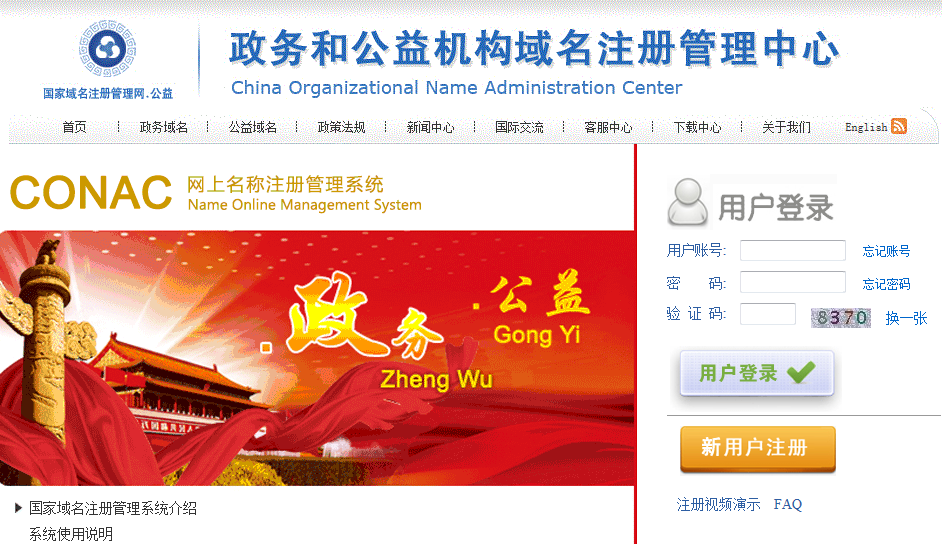 政务和公益机构域名注册管理中心
China Organizational Name Administration Center
国家域名注册管理网.公益
首页 政务域名 公益域名 政策法规 新闻中心 国际交流 客服中心 下载中心 关于我们 English
CONAC 网上名称注册管理系统
Name Online Management System
.政务
Zheng Wu
.公益
Gong Yi
国家域名注册管理系统介绍
系统使用说明
用户登录
用户账号: 忘记账号
密 码: 忘记密码
验 证 码: 8370 换一张
用户登录
新用户注册
注册视频演示 FAQ